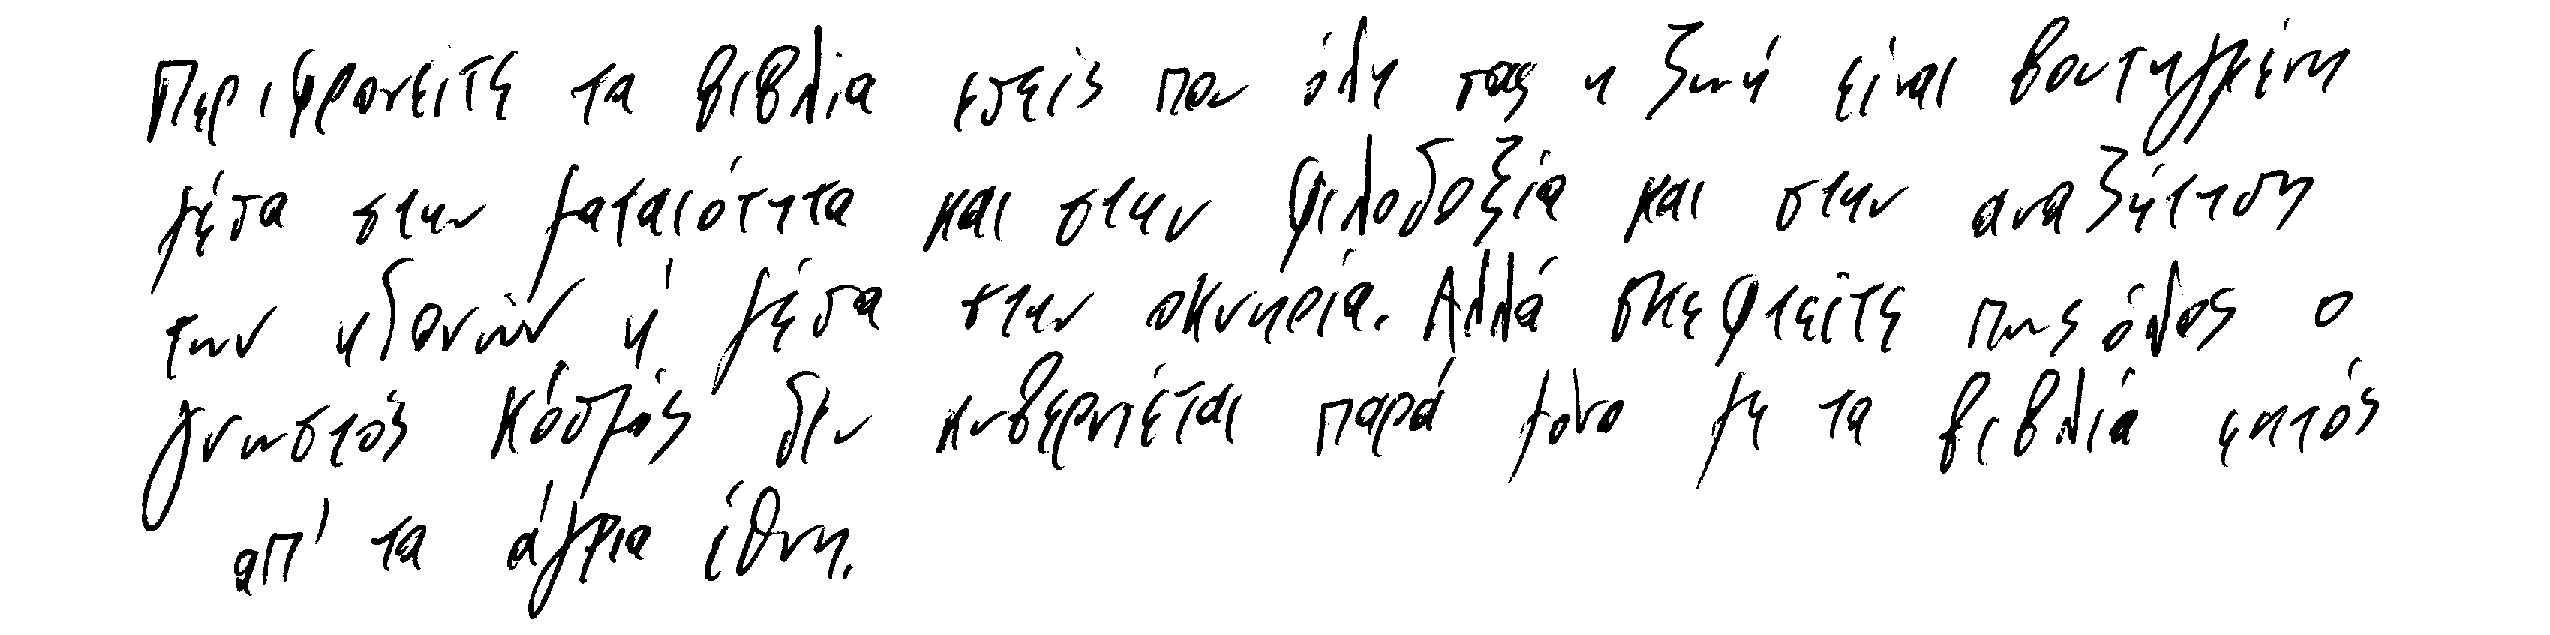 Περιφρονείτε τα βιβλία εσείς που όλη σας η ζωή είναι βουτηγμένη
μέσα στην ματαιότητα και στην φιλοδοξία και στην αναζήτηση
των ηδονών ή μέσα στην οκνηρία. Αλλά σκεφτείτε πως όλος ο
γνωστός κόσμος δεν κυβερνιέται παρά μόνο με τα βιβλιά εκτός
απ' τα άγρια έθνη.